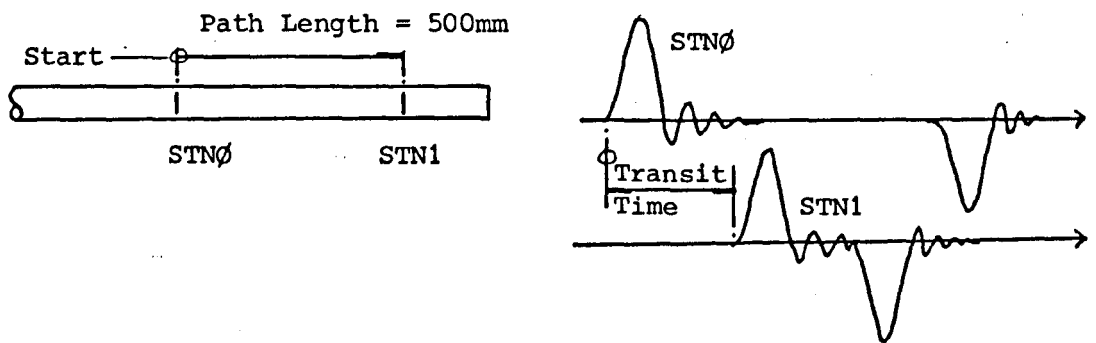 Path Length = 500mm
Start
STNØ
STN1
STNØ
Transit
Time
STN1